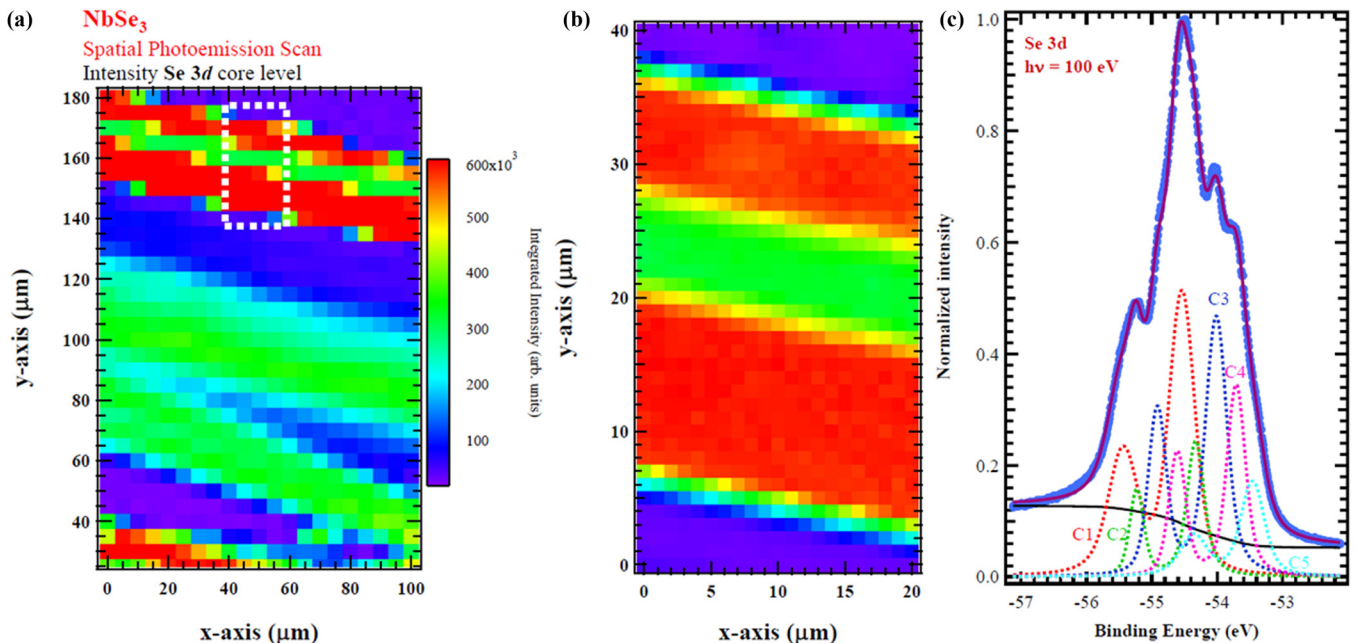 (a)
NbSe₃
Spatial Photoemission Scan
Intensity Se 3d core level
180
160
140
120
100
80
60
40
y-axis (μm)
0 20 40 60 80 100
x-axis (μm)
600x10³
500
400
300
200
100
Integrated Intensity (arb. units)
(b)
40
30
20
10
0
y-axis (μm)
0 5 10 15 20
x-axis (μm)
(c)
Se 3d
hν = 100 eV
1.0
0.8
0.6
0.4
0.2
0.0
Normalized intensity
C1
C2
C3
C4
C5
-57 -56 -55 -54 -53
Binding Energy (eV)